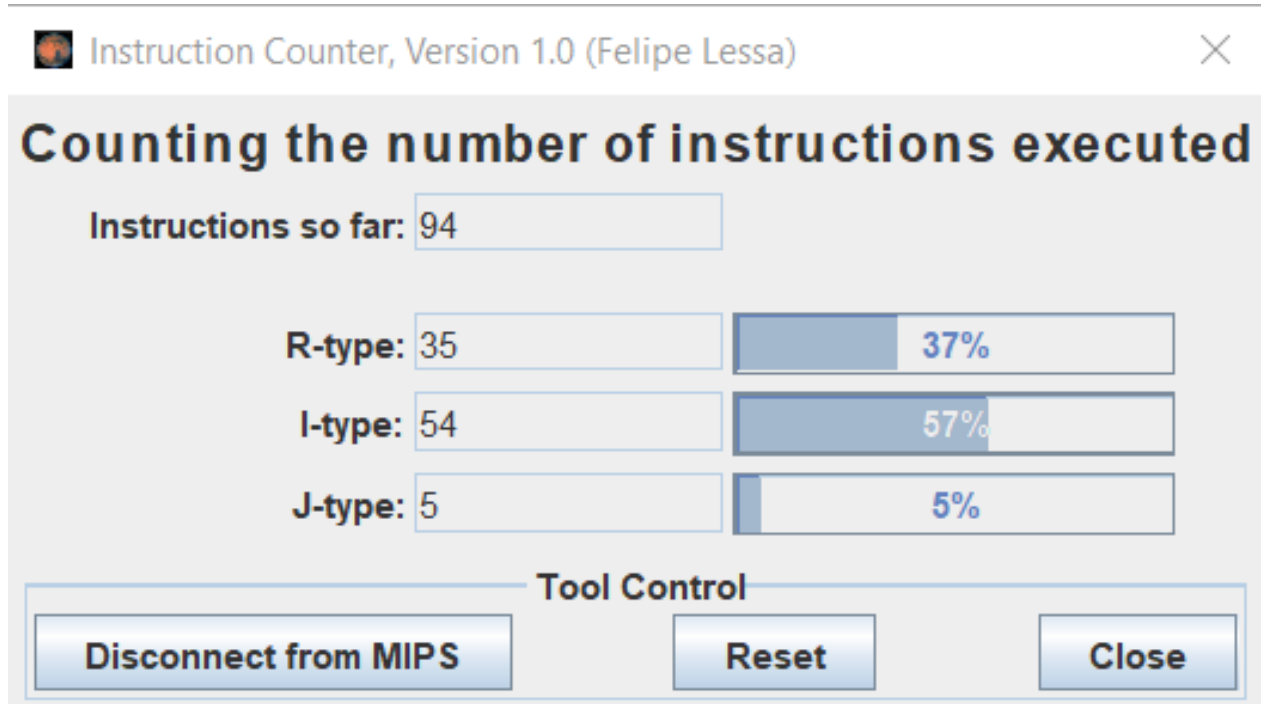 Instruction Counter, Version 1.0 (Felipe Lessa)
Counting the number of instructions executed
Instructions so far: 94
R-type: 35 37%
I-type: 54 57%
J-type: 5 5%
Tool Control
Disconnect from MIPS Reset Close